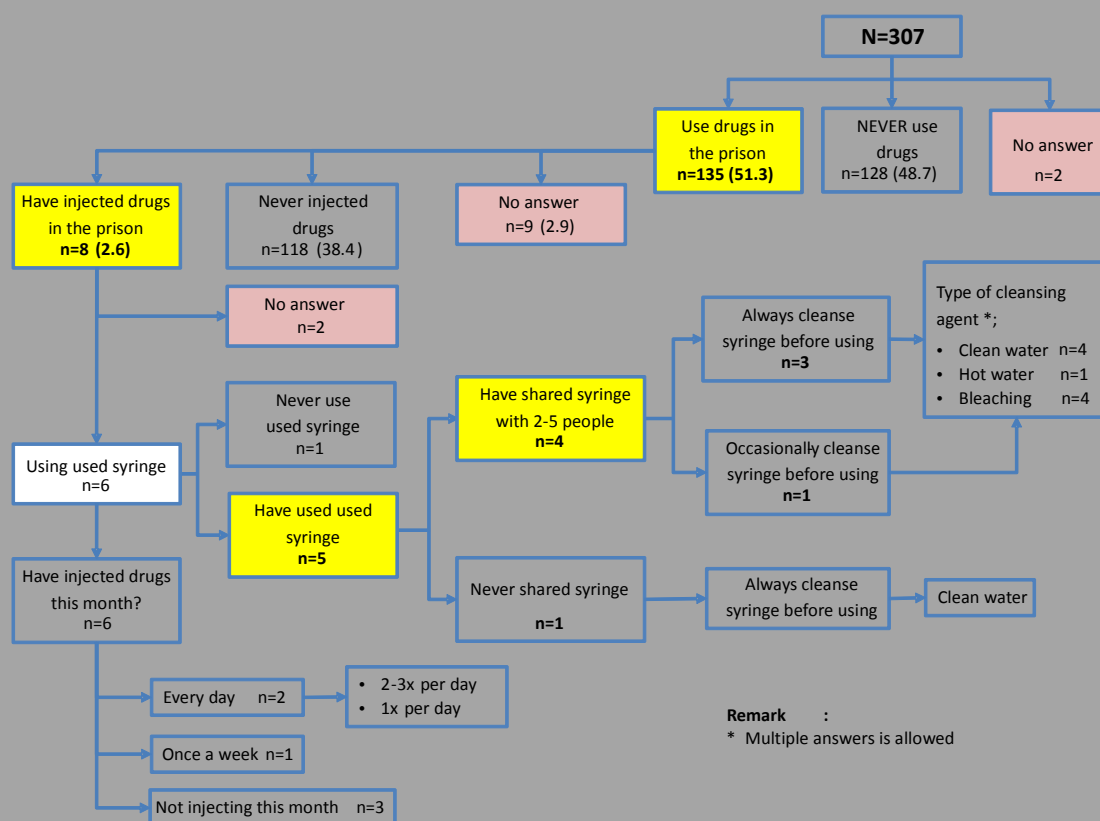 N=307
Use drugs in
the prison
n=135 (51.3)
NEVER use
drugs
n=128 (48.7)
No answer
n=2
Have injected drugs
in the prison
n=8 (2.6)
Never injected
drugs
n=118 (38.4)
No answer
n=9 (2.9)
No answer
n=2
Using used syringe
n=6
Never use
used syringe
n=1
Have used used
syringe
n=5
Have shared syringe
with 2-5 people
n=4
Never shared syringe
n=1
Always cleanse
syringe before using
n=3
Occasionally cleanse
syringe before using
n=1
Type of cleansing
agent *;
• Clean water n=4
• Hot water n=1
• Bleaching n=4
Always cleanse
syringe before using
Clean water
Have injected drugs
this month?
n=6
Every day n=2
• 2-3x per day
• 1x per day
Once a week n=1
Not injecting this month n=3
Remark :
* Multiple answers is allowed